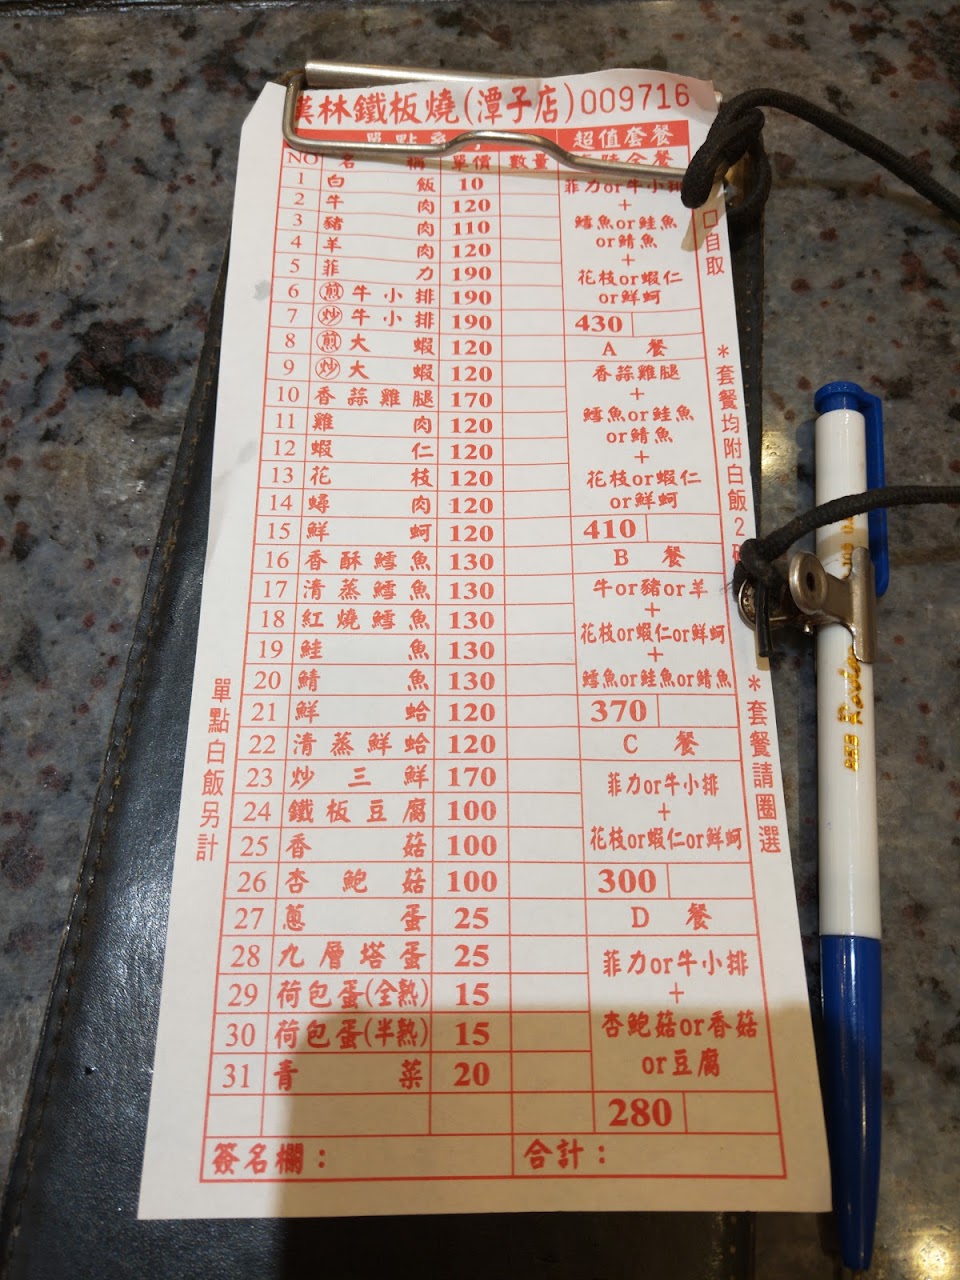 漢林鐵板燒(潭子店)009716
單點 超值套餐
NO 名稱 單價 數量 海陸全餐
1 白飯 10
2 牛肉 120
3 豬肉 110
4 羊肉 120
5 菲力 190
6 煎牛小排 190
7 炒牛小排 190
8 煎大蝦 120
9 炒大蝦 120
10 香蒜雞腿 170
11 雞肉 120
12 蝦仁 120
13 花枝 120
14 蟳肉 120
15 鮮蚵 120
16 香酥鱈魚 130
17 清蒸鱈魚 130
18 紅燒鱈魚 130
19 鮭魚 130
20 鯖魚 130
21 鮮蛤 120
22 清蒸鮮蛤 120
23 炒三鮮 170
24 鐵板豆腐 100
25 香菇 100
26 杏鮑菇 100
27 蔥蛋 25
28 九層塔蛋 25
29 荷包蛋(全熟) 15
30 荷包蛋(半熟) 15
31 青菜 20
菲力or牛小排
+
鱈魚or鮭魚
or鯖魚
+
花枝or蝦仁
or鮮蚵
430
A 餐
香蒜雞腿
+
鱈魚or鮭魚
or鯖魚
+
花枝or蝦仁
or鮮蚵
410
B 餐
牛or豬or羊
+
花枝or蝦仁or鮮蚵
+
鱈魚or鮭魚or鯖魚
370
C 餐
菲力or牛小排
+
花枝or蝦仁or鮮蚵
300
D 餐
菲力or牛小排
+
杏鮑菇or香菇
or豆腐
280
簽名欄： 合計：
單點白飯另計
口自取
*套餐均附白飯2
*套餐請圈選